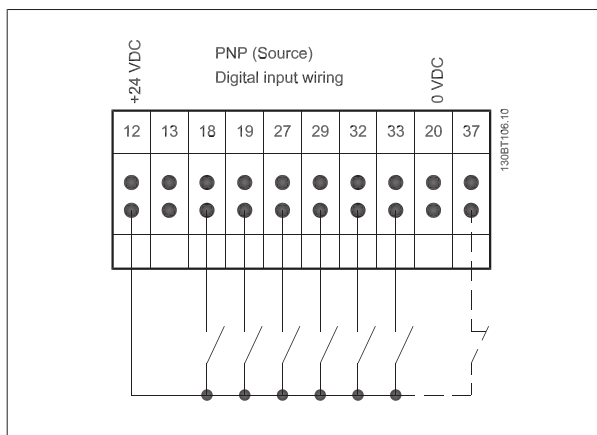 +24 VDC
PNP (Source)
Digital input wiring
0 VDC
130BT106.10
12 13 18 19 27 29 32 33 20 37